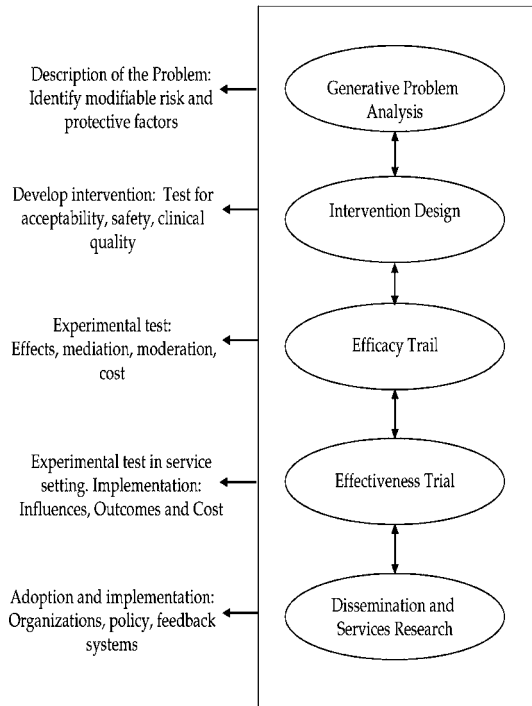 Description of the Problem:
Identify modifiable risk and
protective factors
Generative Problem
Analysis
Develop intervention:  Test for
acceptability, safety, clinical
quality
Intervention Design
Experimental test:
Effects, mediation, moderation,
cost
Efficacy Trail
Experimental test in service
setting. Implementation:
Influences, Outcomes and Cost
Effectiveness Trial
Adoption and implementation:
Organizations, policy, feedback
systems
Dissemination and
Services Research